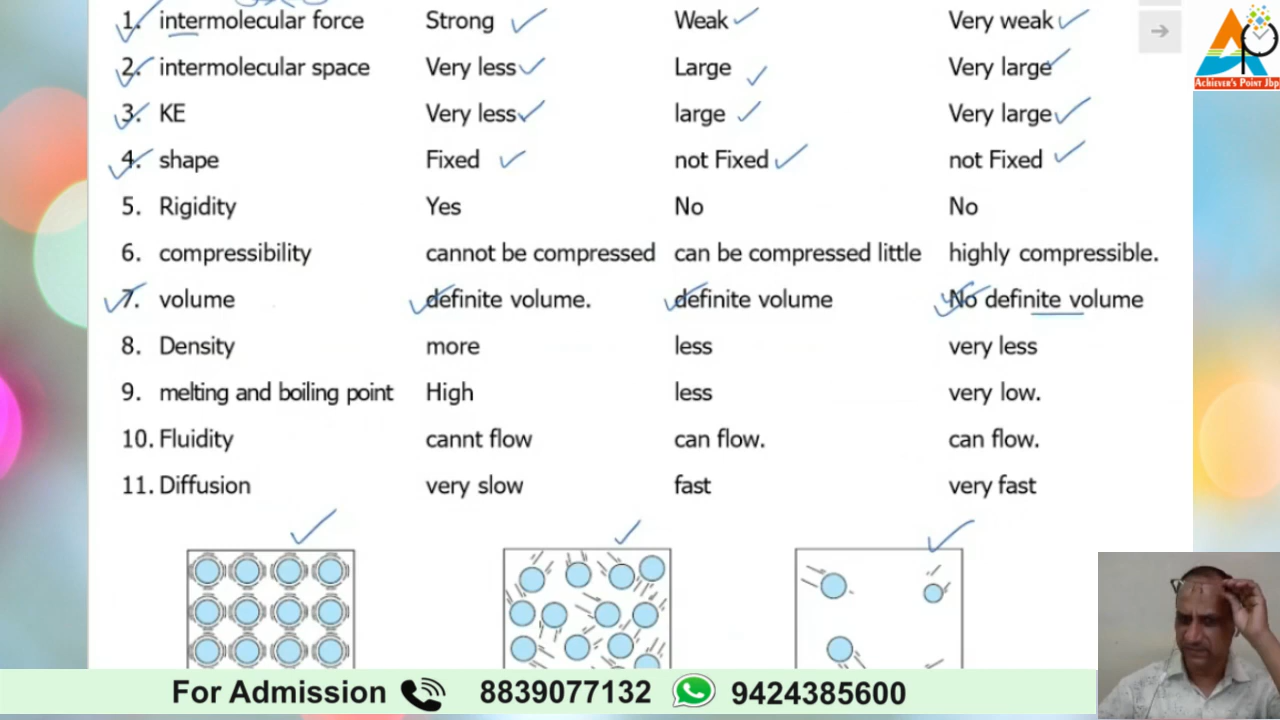 1. intermolecular force Strong Weak Very weak
2. intermolecular space Very less Large Very large
3. KE Very less large Very large
4. shape Fixed not Fixed not Fixed
5. Rigidity Yes No No
6. compressibility cannot be compressed can be compressed little highly compressible.
7. volume definite volume. definite volume No definite volume
8. Density more less very less
9. melting and boiling point High less very low.
10. Fluidity cannt flow can flow. can flow.
11. Diffusion very slow fast very fast
Achiever's Point Jbp
For Admission 8839077132 9424385600